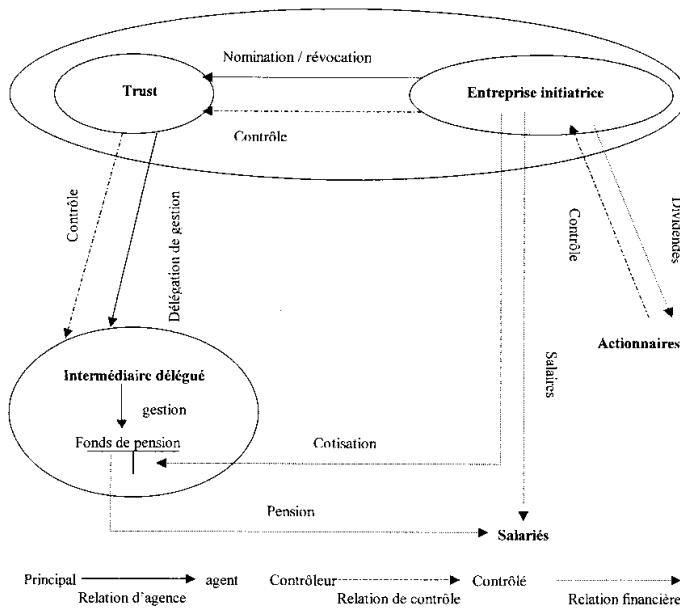 Nomination / révocation
Trust
Entreprise initiatrice
Contrôle
Contrôle
Délégation de gestion
Contrôle
Dividendes
Actionnaires
Intermédiaire délégué
gestion
Fonds de pension
Salaires
Cotisation
Pension
Salariés
Principal agent Contrôleur Contrôlé
Relation d'agence Relation de contrôle Relation financière